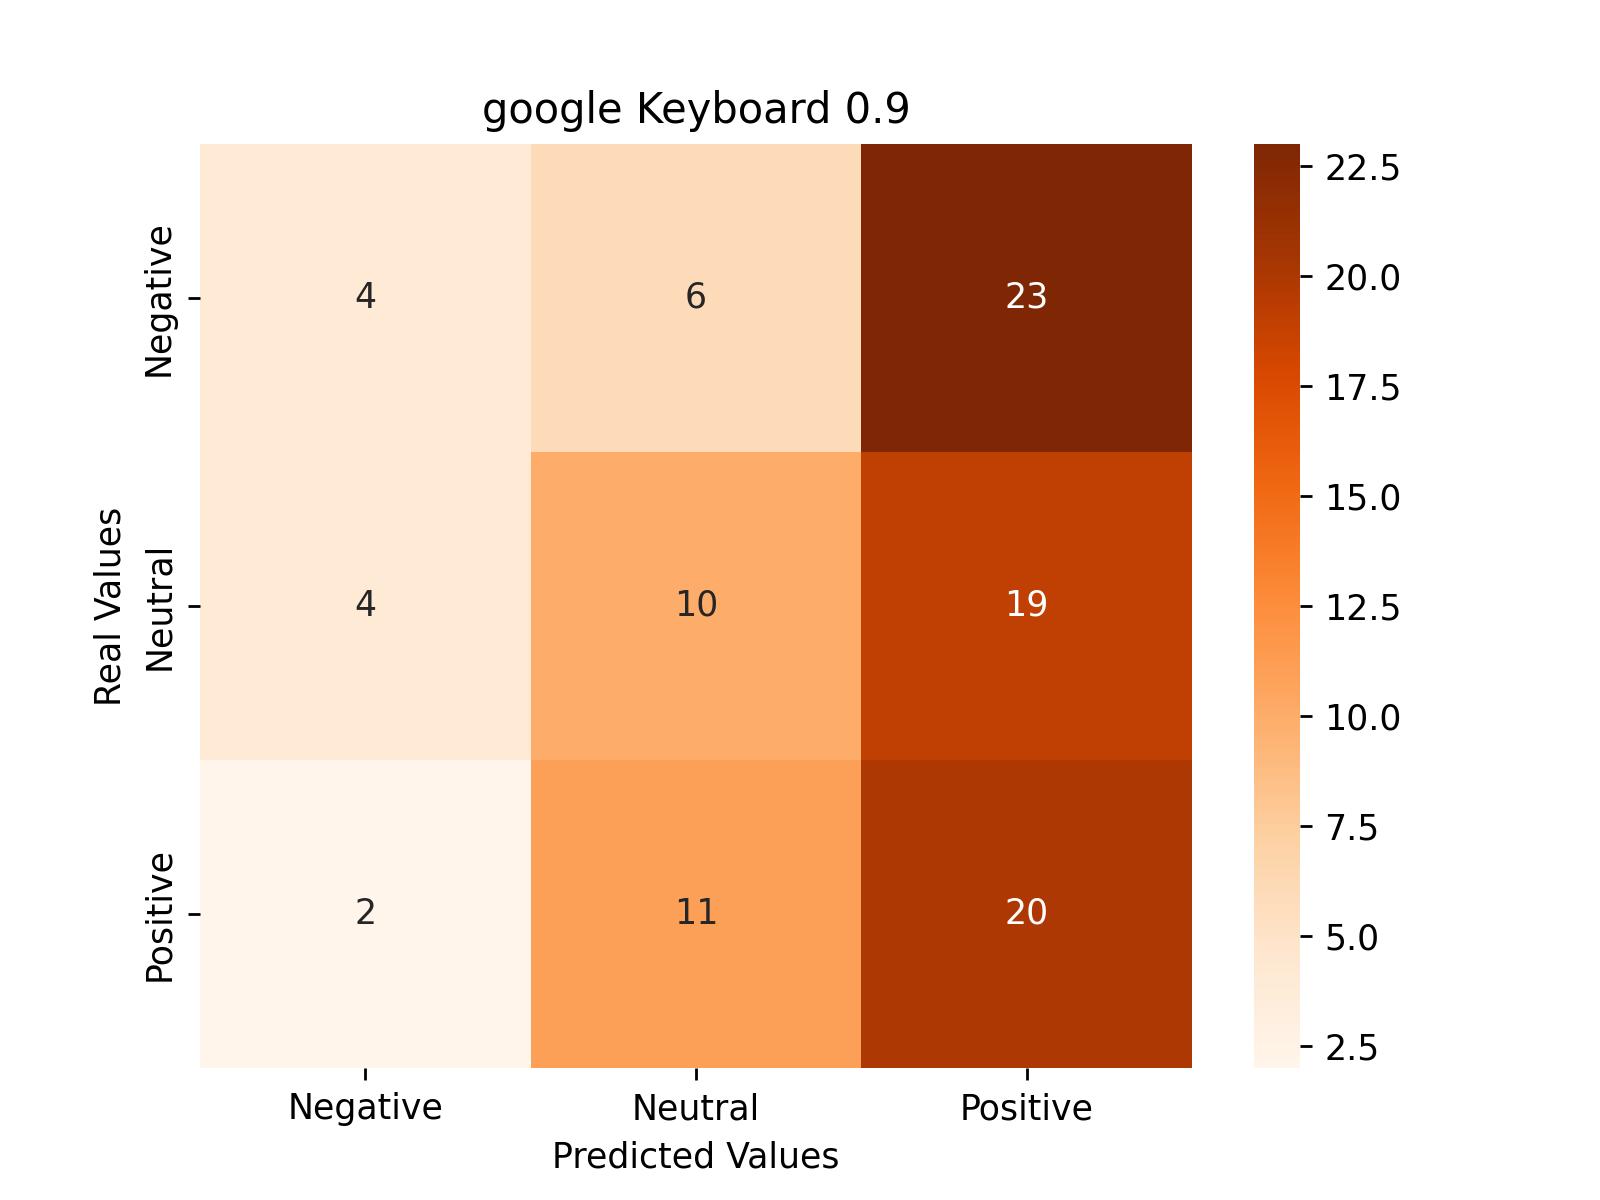 google Keyboard 0.9
Real Values
Negative
4
6
23
Neutral
4
10
19
Positive
2
11
20
Negative
Neutral
Positive
Predicted Values
22.5
20.0
17.5
15.0
12.5
10.0
7.5
5.0
2.5